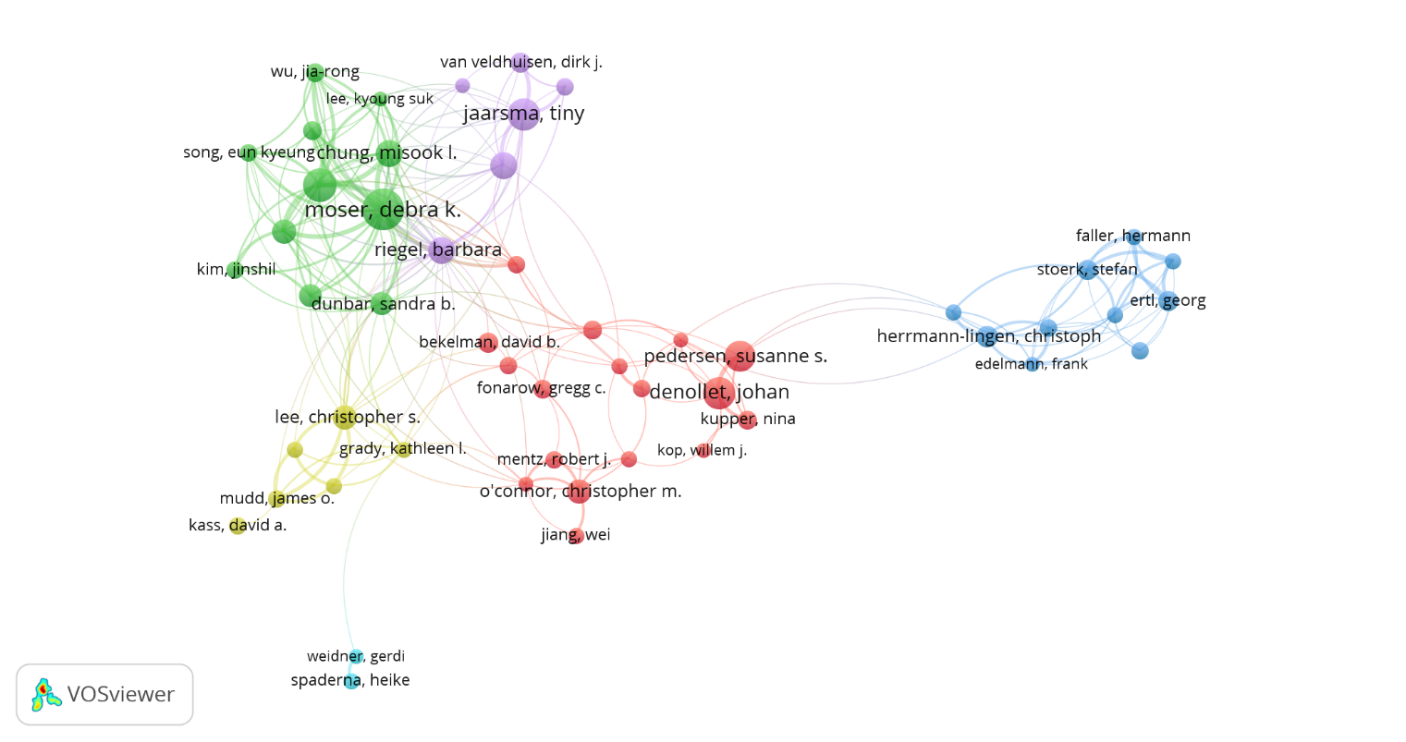 van veldhuisen, dirk j.
wu, jia-rong
lee, kyoung suk
jaarsma, tiny
song, eun kyeung
chung, misook l.
moser, debra k.
faller, hermann
riegel, barbara
kim, jinshil
stoerk, stefan
dunbar, sandra b.
ertl, georg
herrmann-lingen, christoph
bekelman, david b.
pedersen, susanne s.
edelmann, frank
fonarow, gregg c.
denollet, johan
lee, christopher s.
kupper, nina
grady, kathleen l.
kop, willem j.
mentz, robert j.
o'connor, christopher m.
mudd, james o.
kass, david a.
jiang, wei
weidner, gerdi
spaderna, heike
VOSviewer